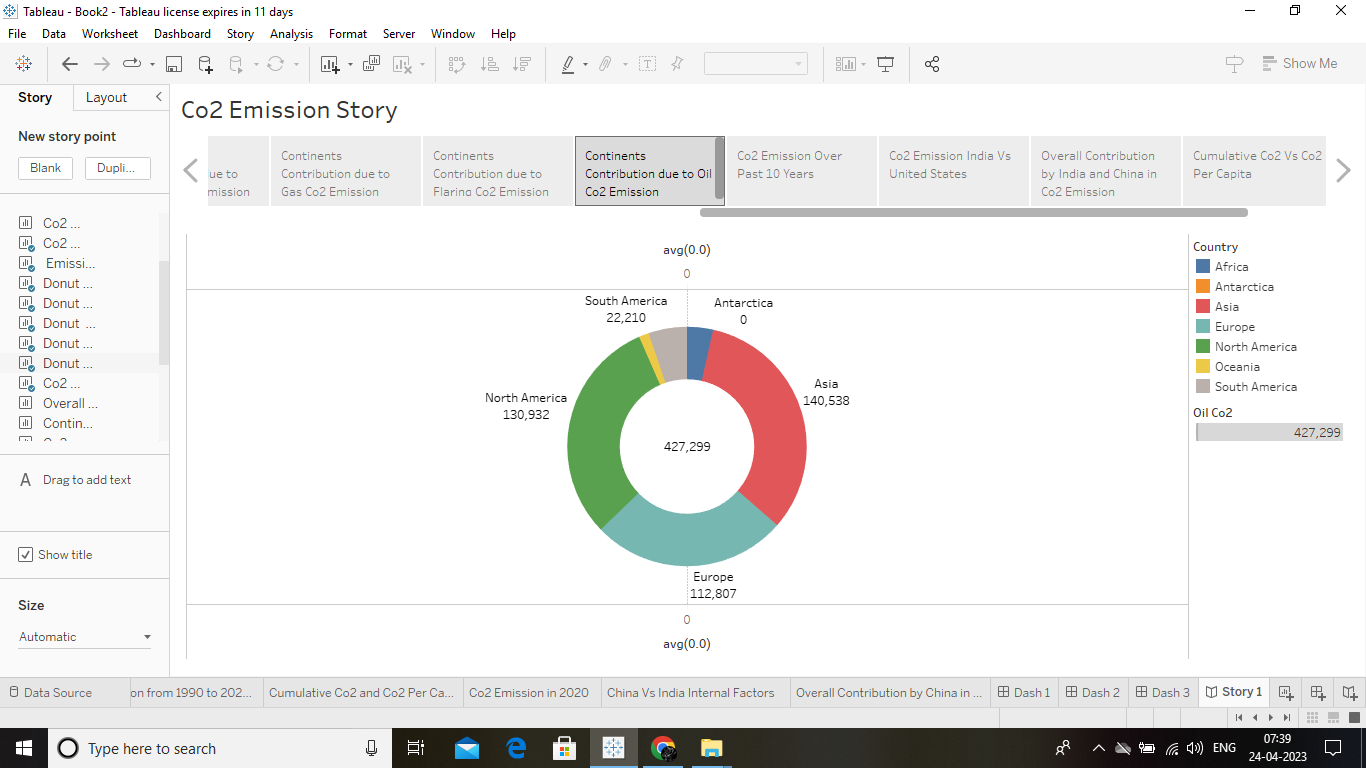 Tableau - Book2 - Tableau license expires in 11 days
File Data Worksheet Dashboard Story Analysis Format Server Window Help
Show Me
Story Layout
New story point
Blank Dupli...
Co2 ...
Co2 ...
Emissi...
Donut ...
Donut ...
Donut ...
Donut ...
Donut ...
Co2 ...
Overall ...
Contin...
A Drag to add text
Show title
Size
Automatic
Co2 Emission Story
ue to
mission
Continents
Contribution due to
Gas Co2 Emission
Continents
Contribution due to
Flaring Co2 Emission
Continents
Contribution due to Oil
Co2 Emission
Co2 Emission Over
Past 10 Years
Co2 Emission India Vs
United States
Overall Contribution
by India and China in
Co2 Emission
Cumulative Co2 Vs Co2
Per Capita
avg(0.0)
0
South America
22,210
Antarctica
0
Asia
140,538
North America
130,932
427,299
Europe
112,807
0
avg(0.0)
Country
Africa
Antarctica
Asia
Europe
North America
Oceania
South America
Oil Co2
427,299
Data Source
on from 1990 to 202...
Cumulative Co2 and Co2 Per Ca...
Co2 Emission in 2020
China Vs India Internal Factors
Overall Contribution by China in ...
Dash 1
Dash 2
Dash 3
Story 1
Type here to search
ENG
07:39
24-04-2023